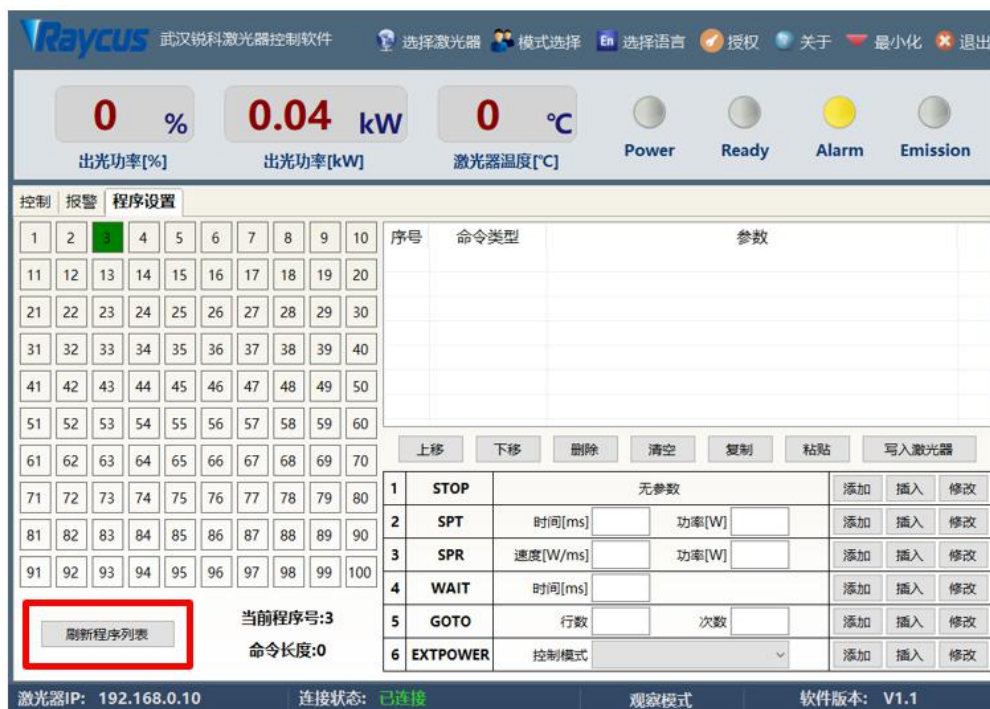 Raycus 武汉锐科激光器控制软件 选择激光器 模式选择 En 选择语言 授权 关于 最小化 退出
0 % 0.04 kW 0 ℃
出光功率[%] 出光功率[kW] 激光器温度[℃] Power Ready Alarm Emission
控制 报警 程序设置
1 2 3 4 5 6 7 8 9 10 序号 命令类型 参数
11 12 13 14 15 16 17 18 19 20
21 22 23 24 25 26 27 28 29 30
31 32 33 34 35 36 37 38 39 40
41 42 43 44 45 46 47 48 49 50
51 52 53 54 55 56 57 58 59 60
61 62 63 64 65 66 67 68 69 70
71 72 73 74 75 76 77 78 79 80
81 82 83 84 85 86 87 88 89 90
91 92 93 94 95 96 97 98 99 100
上移 下移 删除 清空 复制 粘贴 写入激光器
1 STOP 无参数 添加 插入 修改
2 SPT 时间[ms] 功率[W] 添加 插入 修改
3 SPR 速度[W/ms] 功率[W] 添加 插入 修改
4 WAIT 时间[ms] 添加 插入 修改
5 GOTO 行数 次数 添加 插入 修改
6 EXTPOWER 控制模式 添加 插入 修改
刷新程序列表
当前程序号:3
命令长度:0
激光器IP: 192.168.0.10 连接状态: 已连接 观察模式 软件版本: V1.1